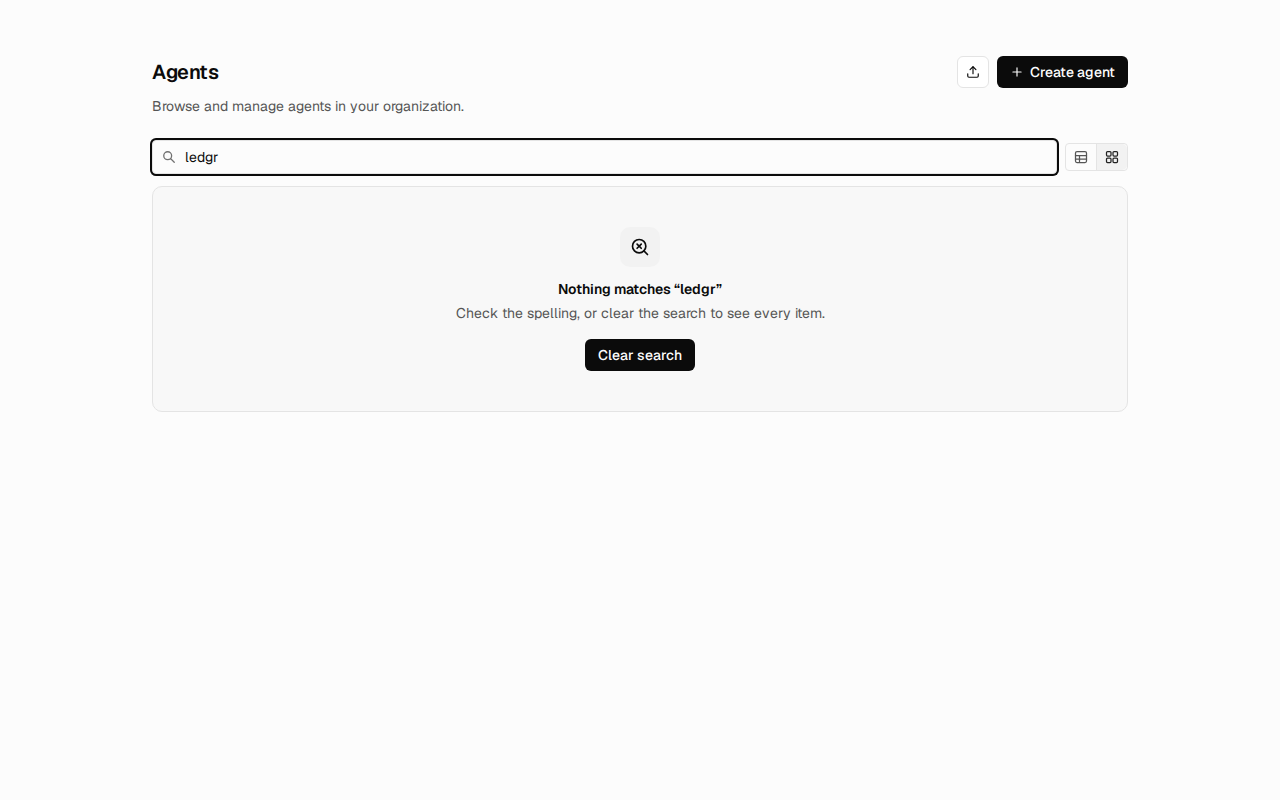 Agents
Create agent
Browse and manage agents in your organization.
ledgr
Nothing matches “ledgr”
Check the spelling, or clear the search to see every item.
Clear search